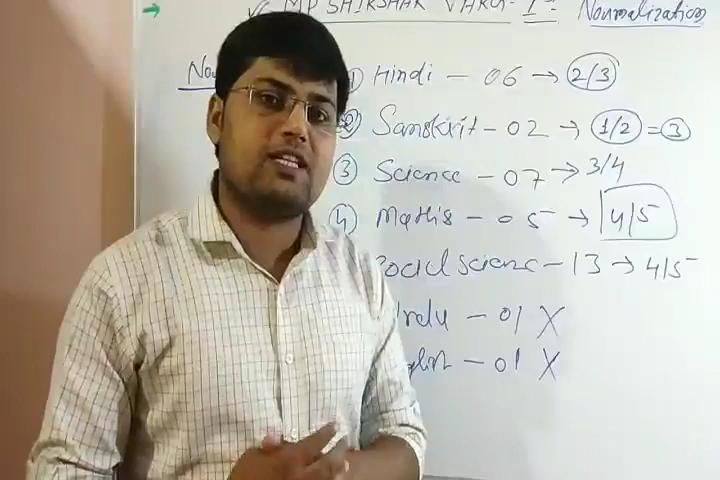 MP SHIKSHAK VARG-I Normalization
① Hindi - 06 → 2/3
Sanskrit - 02 → 1/2 = ③
③ Science - 07 → 3/4
④ Maths - 05 → 4/5
Social science - 13 → 4/5
Urdu - 01 X
- 01 X